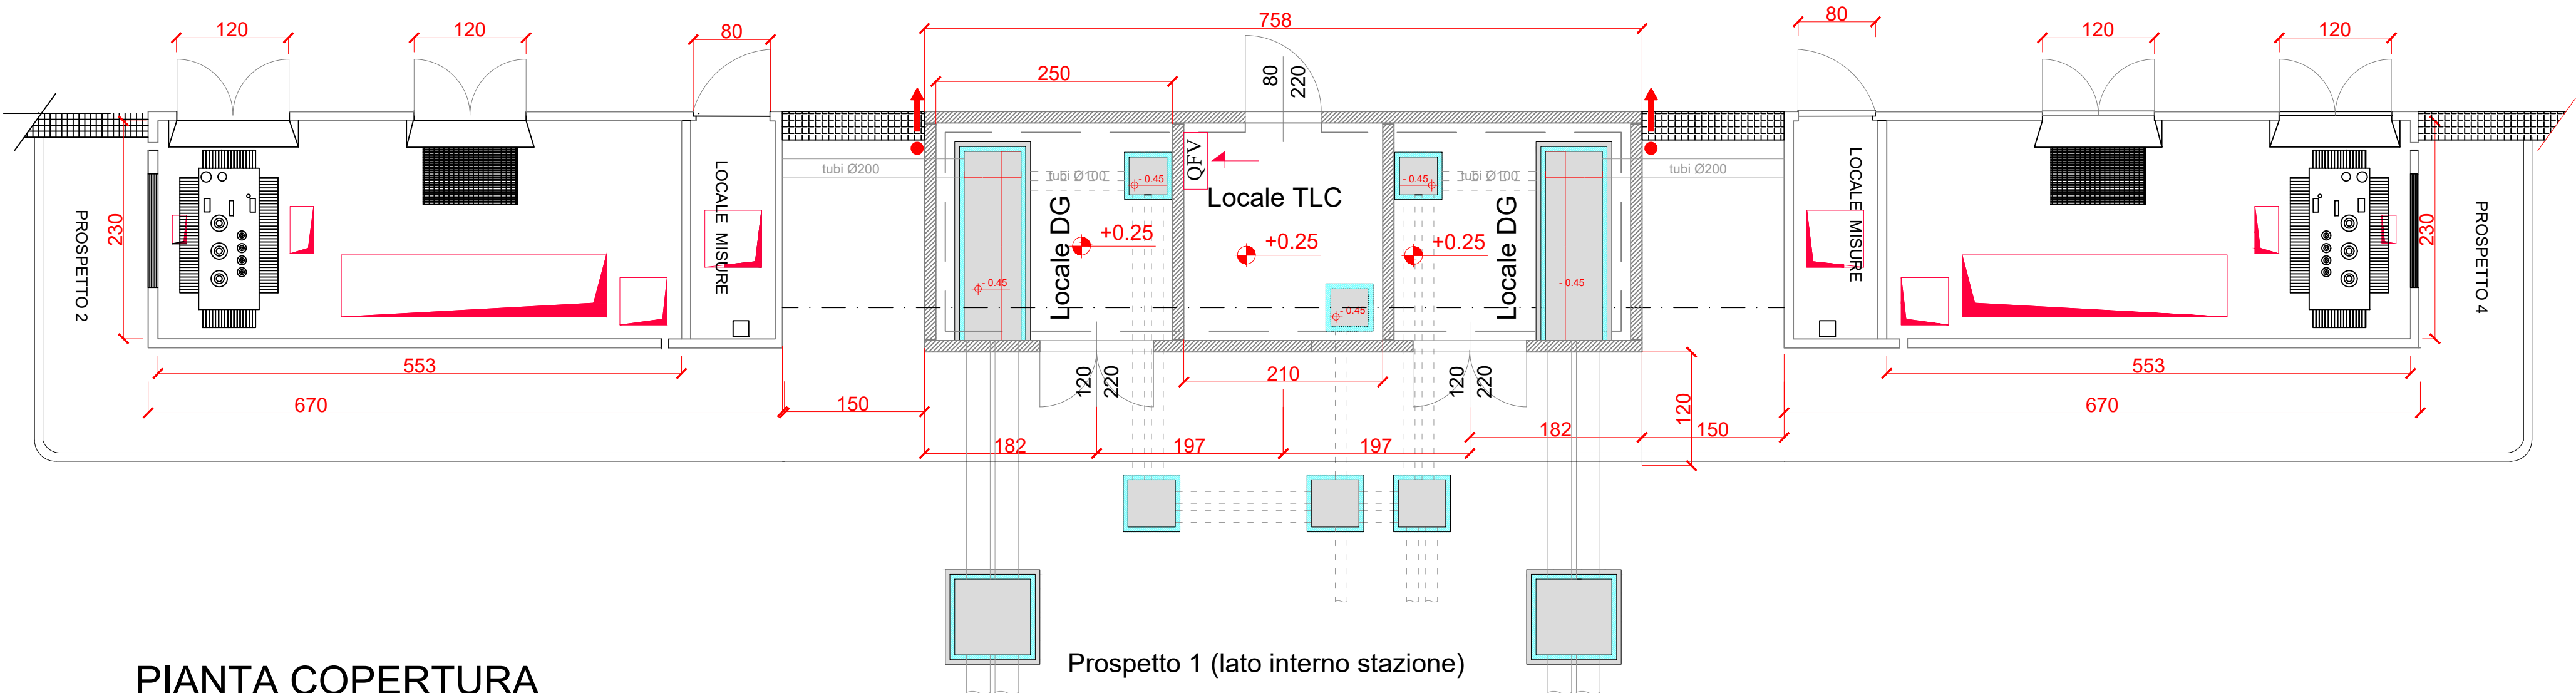 80
758
120
120
80
120
120
250
80
220
tubi Ø200
tubi Ø100
- 0.45
QFV
Locale TLC
- 0.45
tubi Ø100
tubi Ø200
LOCALE MISURE
LOCALE MISURE
PROSPETTO 2
230
Locale DG
+0.25
+0.25
+0.25
Locale DG
230
PROSPETTO 4
- 0.45
- 0.45
- 0.45
553
120
220
210
120
220
553
670
150
120
670
182
197
197
182
150
Prospetto 1 (lato interno stazione)
PIANTA COPERTURA